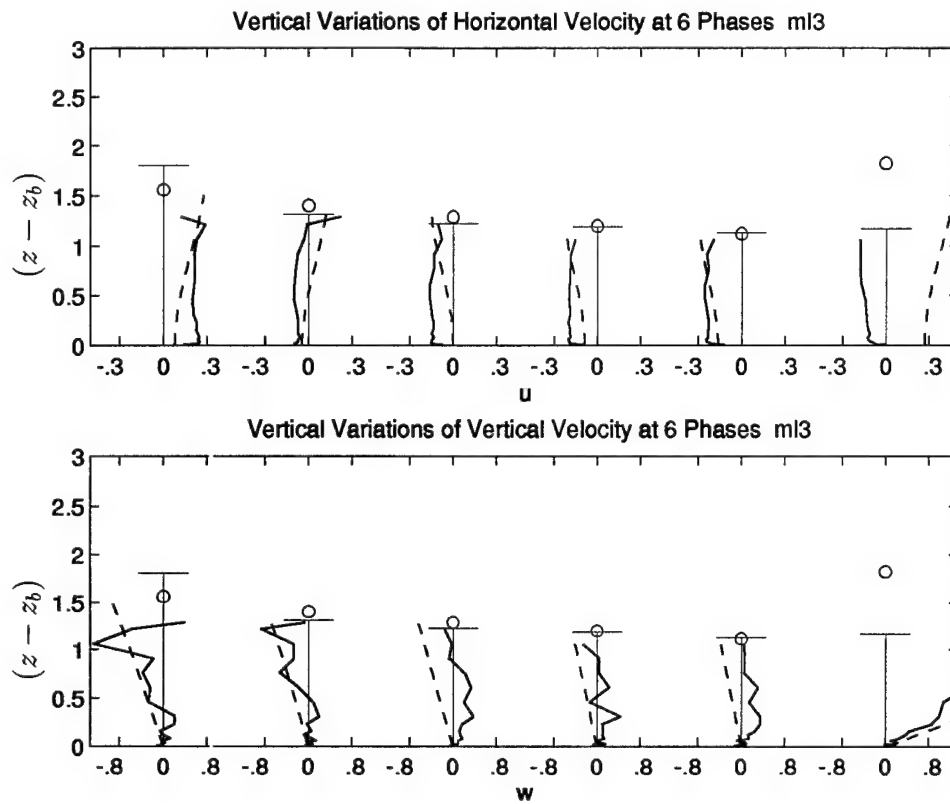 Vertical Variations of Horizontal Velocity at 6 Phases ml3
3
2.5
2
1.5
1
0.5
0
(z − z_b)
-.3 0 .3 -.3 0 .3 -.3 0 .3 -.3 0 .3 -.3 0 .3 -.3 0 .3
u
Vertical Variations of Vertical Velocity at 6 Phases ml3
3
2.5
2
1.5
1
0.5
0
(z − z_b)
-.8 0 .8 -.8 0 .8 -.8 0 .8 -.8 0 .8 -.8 0 .8 -.8 0 .8
w